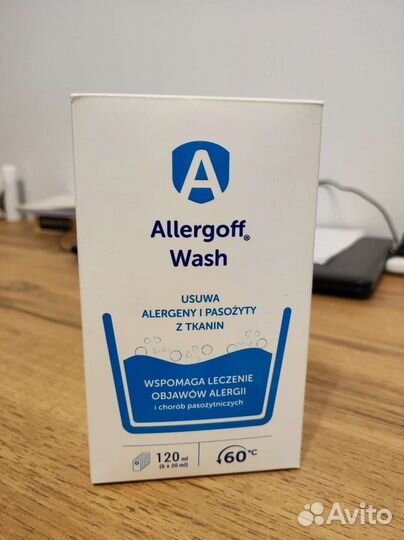 A
Allergoff®
Wash
USUWA
ALERGENY I PASOŻYTY
Z TKANIN
WSPOMAGA LECZENIE
OBJAWÓW ALERGII
i chorób pasożytniczych
120 ml
(6 x 20 ml)
60°C
Avito